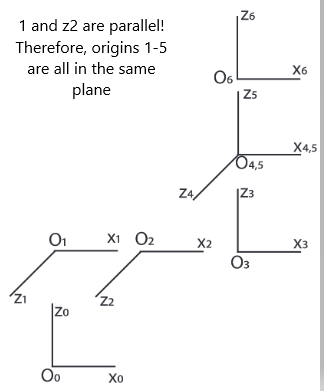 1 and z2 are parallel!
Therefore, origins 1-5
are all in the same
plane
Z6
O6
X6
Z5
X4,5
O4,5
Z4
Z3
O1
X1
O2
X2
X3
O3
Z1
Z2
Z0
O0
X0